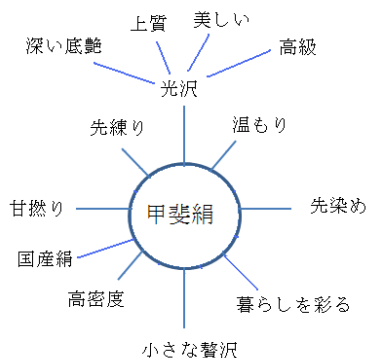 上質
美しい
深い底艶
高級
光沢
先練り
温もり
甘撚り
甲斐絹
先染め
国産絹
高密度
暮らしを彩る
小さな贅沢